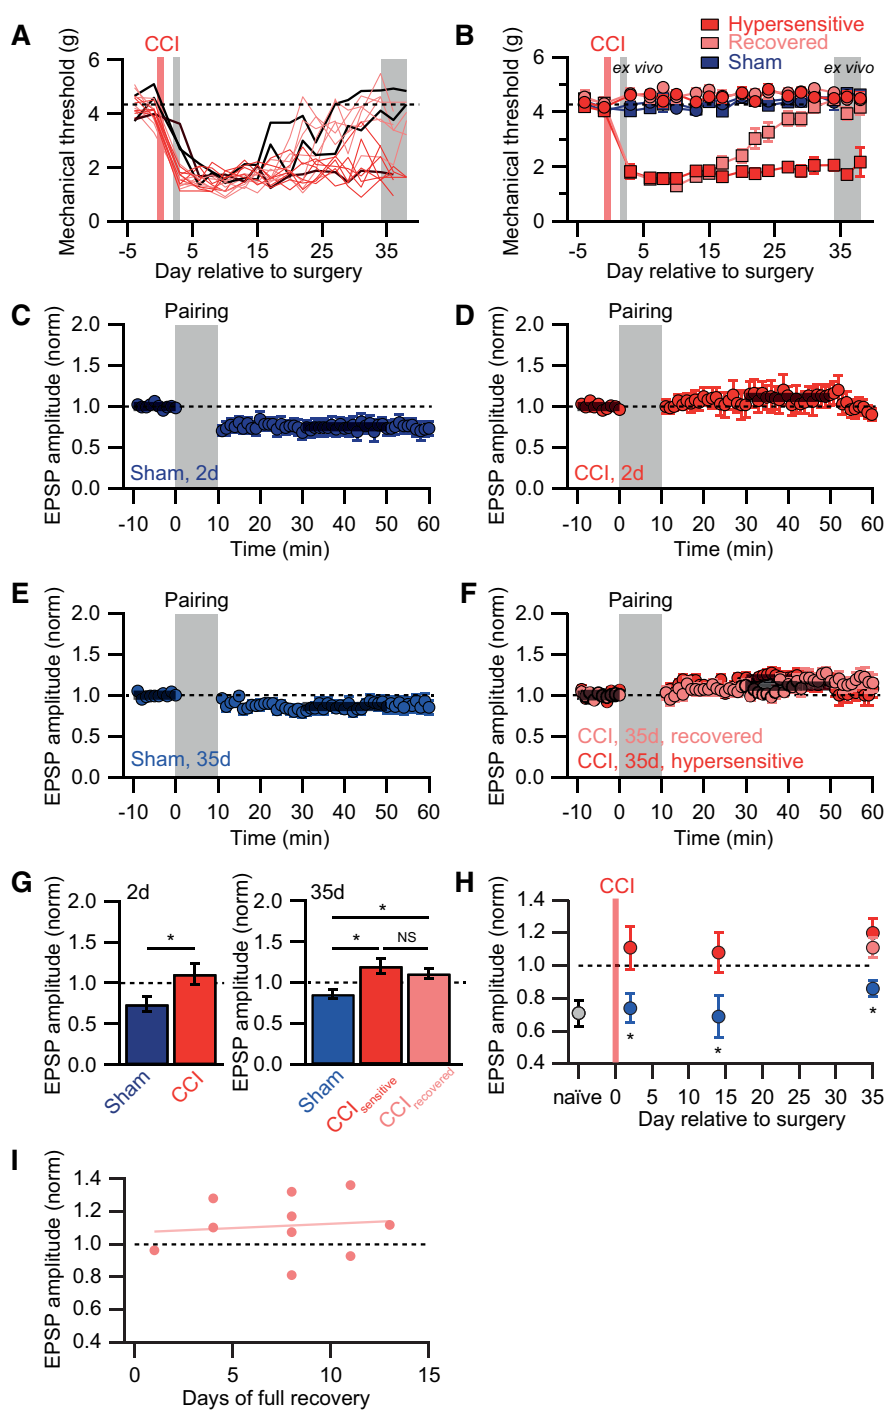 A
CCI
Mechanical threshold (g)
6
4
2
0
-5 5 15 25 35
Day relative to surgery
B
Hypersensitive
Recovered
Sham
CCI
ex vivo
ex vivo
Mechanical threshold (g)
6
4
2
0
-5 5 15 25 35
Day relative to surgery
C
Pairing
EPSP amplitude (norm)
2.0
1.5
1.0
0.5
0.0
Sham, 2d
-10 0 10 20 30 40 50 60
Time (min)
D
Pairing
EPSP amplitude (norm)
2.0
1.5
1.0
0.5
0.0
CCI, 2d
-10 0 10 20 30 40 50 60
Time (min)
E
Pairing
EPSP amplitude (norm)
2.0
1.5
1.0
0.5
0.0
Sham, 35d
-10 0 10 20 30 40 50 60
Time (min)
F
Pairing
EPSP amplitude (norm)
2.0
1.5
1.0
0.5
0.0
CCI, 35d, recovered
CCI, 35d, hypersensitive
-10 0 10 20 30 40 50 60
Time (min)
G
EPSP amplitude (norm)
2d
2.0
1.5
1.0
0.5
0.0
*
Sham
CCI
35d
2.0
1.5
1.0
0.5
0.0
*
*
NS
Sham
CCI sensitive
CCI recovered
H
CCI
EPSP amplitude (norm)
1.4
1.2
1.0
0.8
0.6
0.4
*
*
*
naïve 0 5 10 15 20 25 30 35
Day relative to surgery
I
EPSP amplitude (norm)
1.4
1.2
1.0
0.8
0.6
0.4
0 5 10 15
Days of full recovery